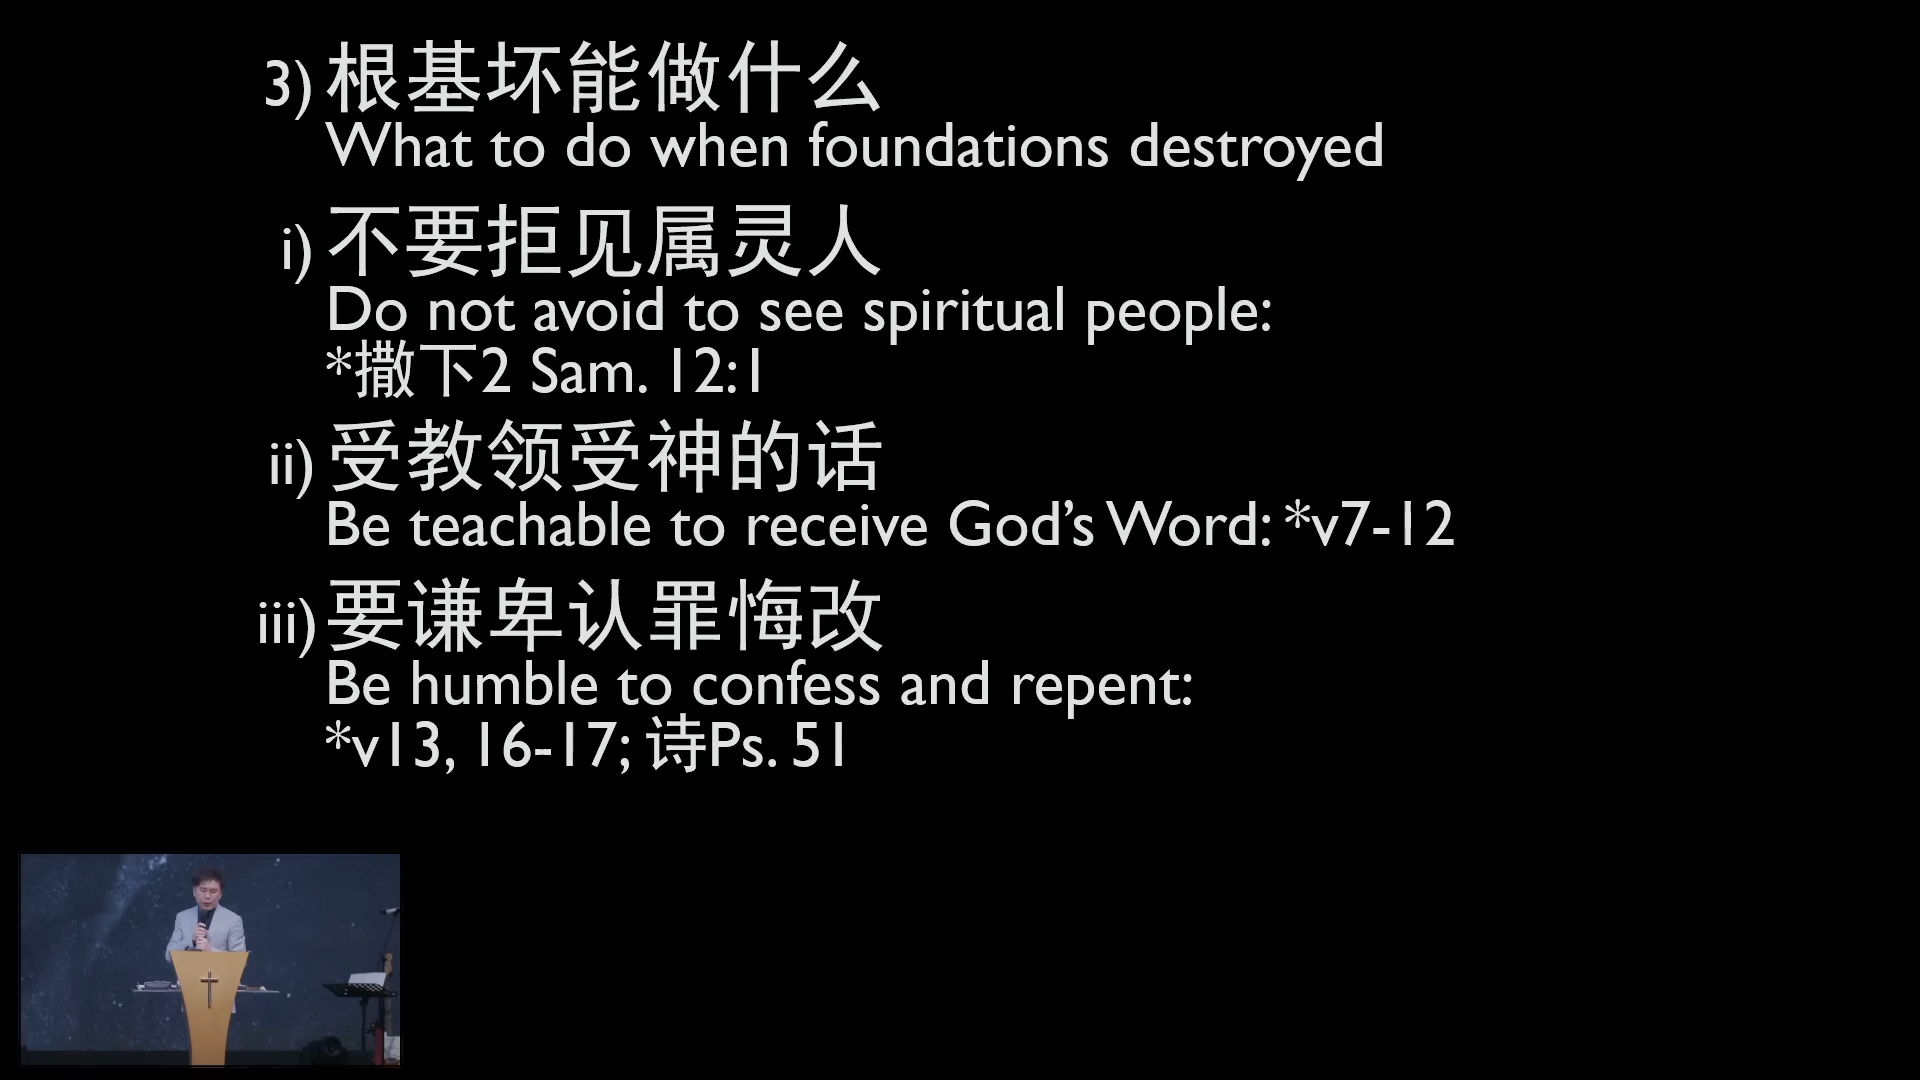 3) 根基坏能做什么
What to do when foundations destroyed
i) 不要拒见属灵人
Do not avoid to see spiritual people:
*撒下2 Sam. 12:1
ii) 受教领受神的话
Be teachable to receive God’s Word: *v7-12
iii) 要谦卑认罪悔改
Be humble to confess and repent:
*v13, 16-17; 诗Ps. 51